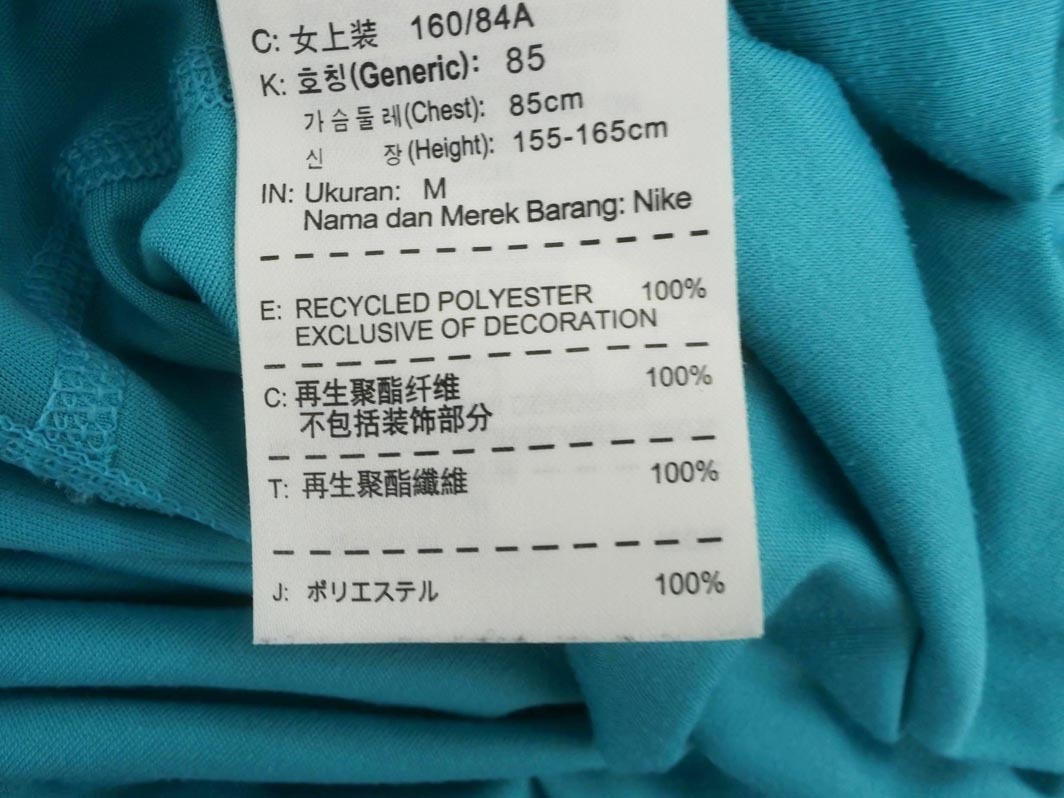 C: 女上装 160/84A
K: 호칭(Generic): 85
가슴둘레(Chest): 85cm
신 장(Height): 155-165cm
IN: Ukuran: M
Nama dan Merek Barang: Nike
E: RECYCLED POLYESTER 100%
EXCLUSIVE OF DECORATION
C: 再生聚酯纤维 100%
不包括装饰部分
T: 再生聚酯纖維 100%
J: ポリエステル 100%